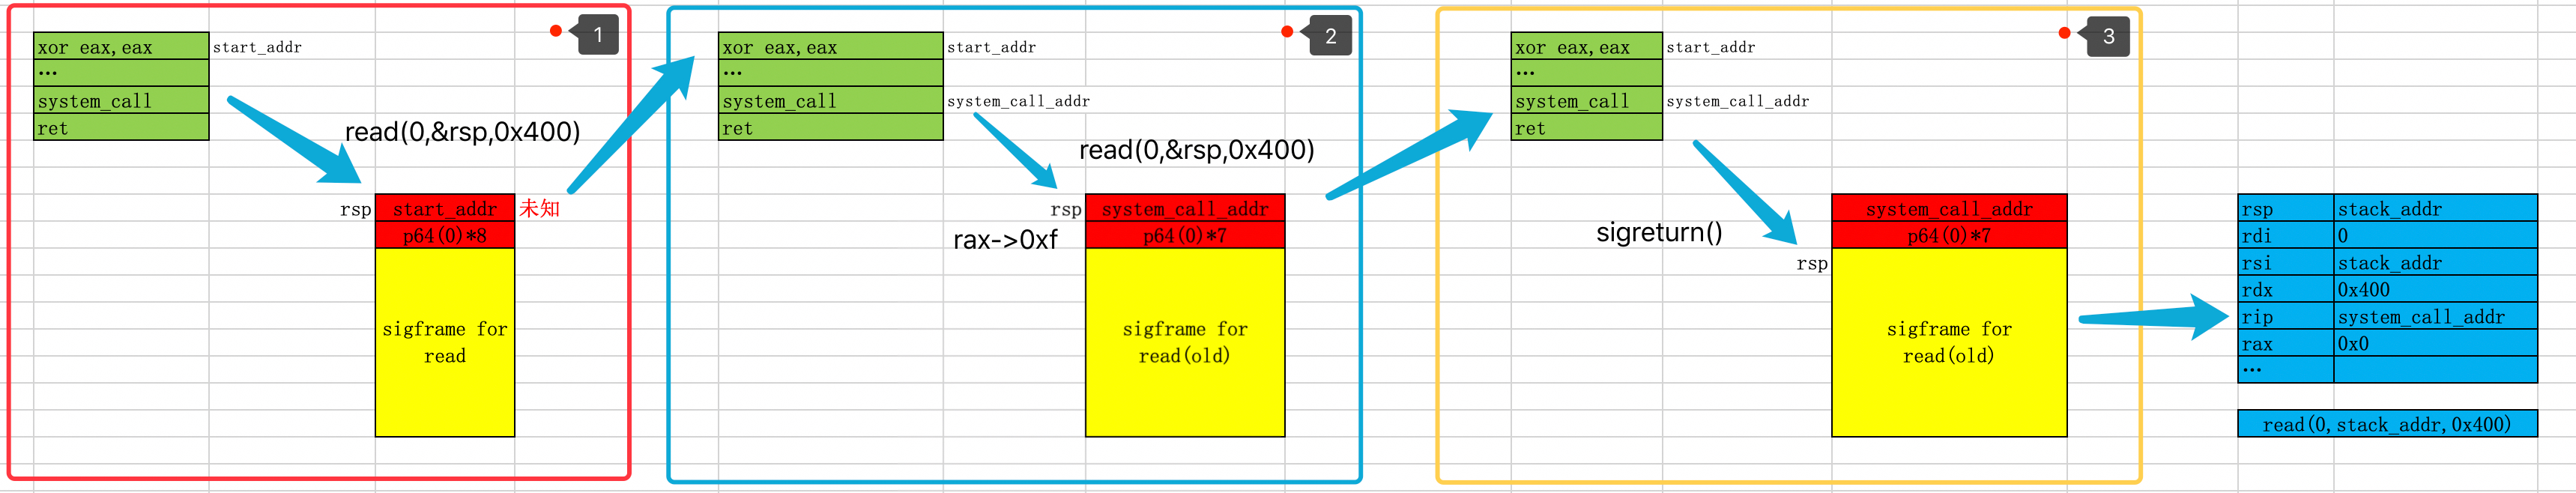 1
xor eax,eax
start_addr
...
system_call
ret
read(0,&rsp,0x400)
rsp
start_addr
未知
p64(0)*8
sigframe for
read
2
xor eax,eax
start_addr
...
system_call
system_call_addr
ret
read(0,&rsp,0x400)
rsp
system_call_addr
rax->0xf
p64(0)*7
sigframe for
read(old)
3
xor eax,eax
start_addr
...
system_call
system_call_addr
ret
sigreturn()
system_call_addr
p64(0)*7
rsp
sigframe for
read(old)
rsp stack_addr
rdi 0
rsi stack_addr
rdx 0x400
rip system_call_addr
rax 0x0
...
read(0,stack_addr,0x400)